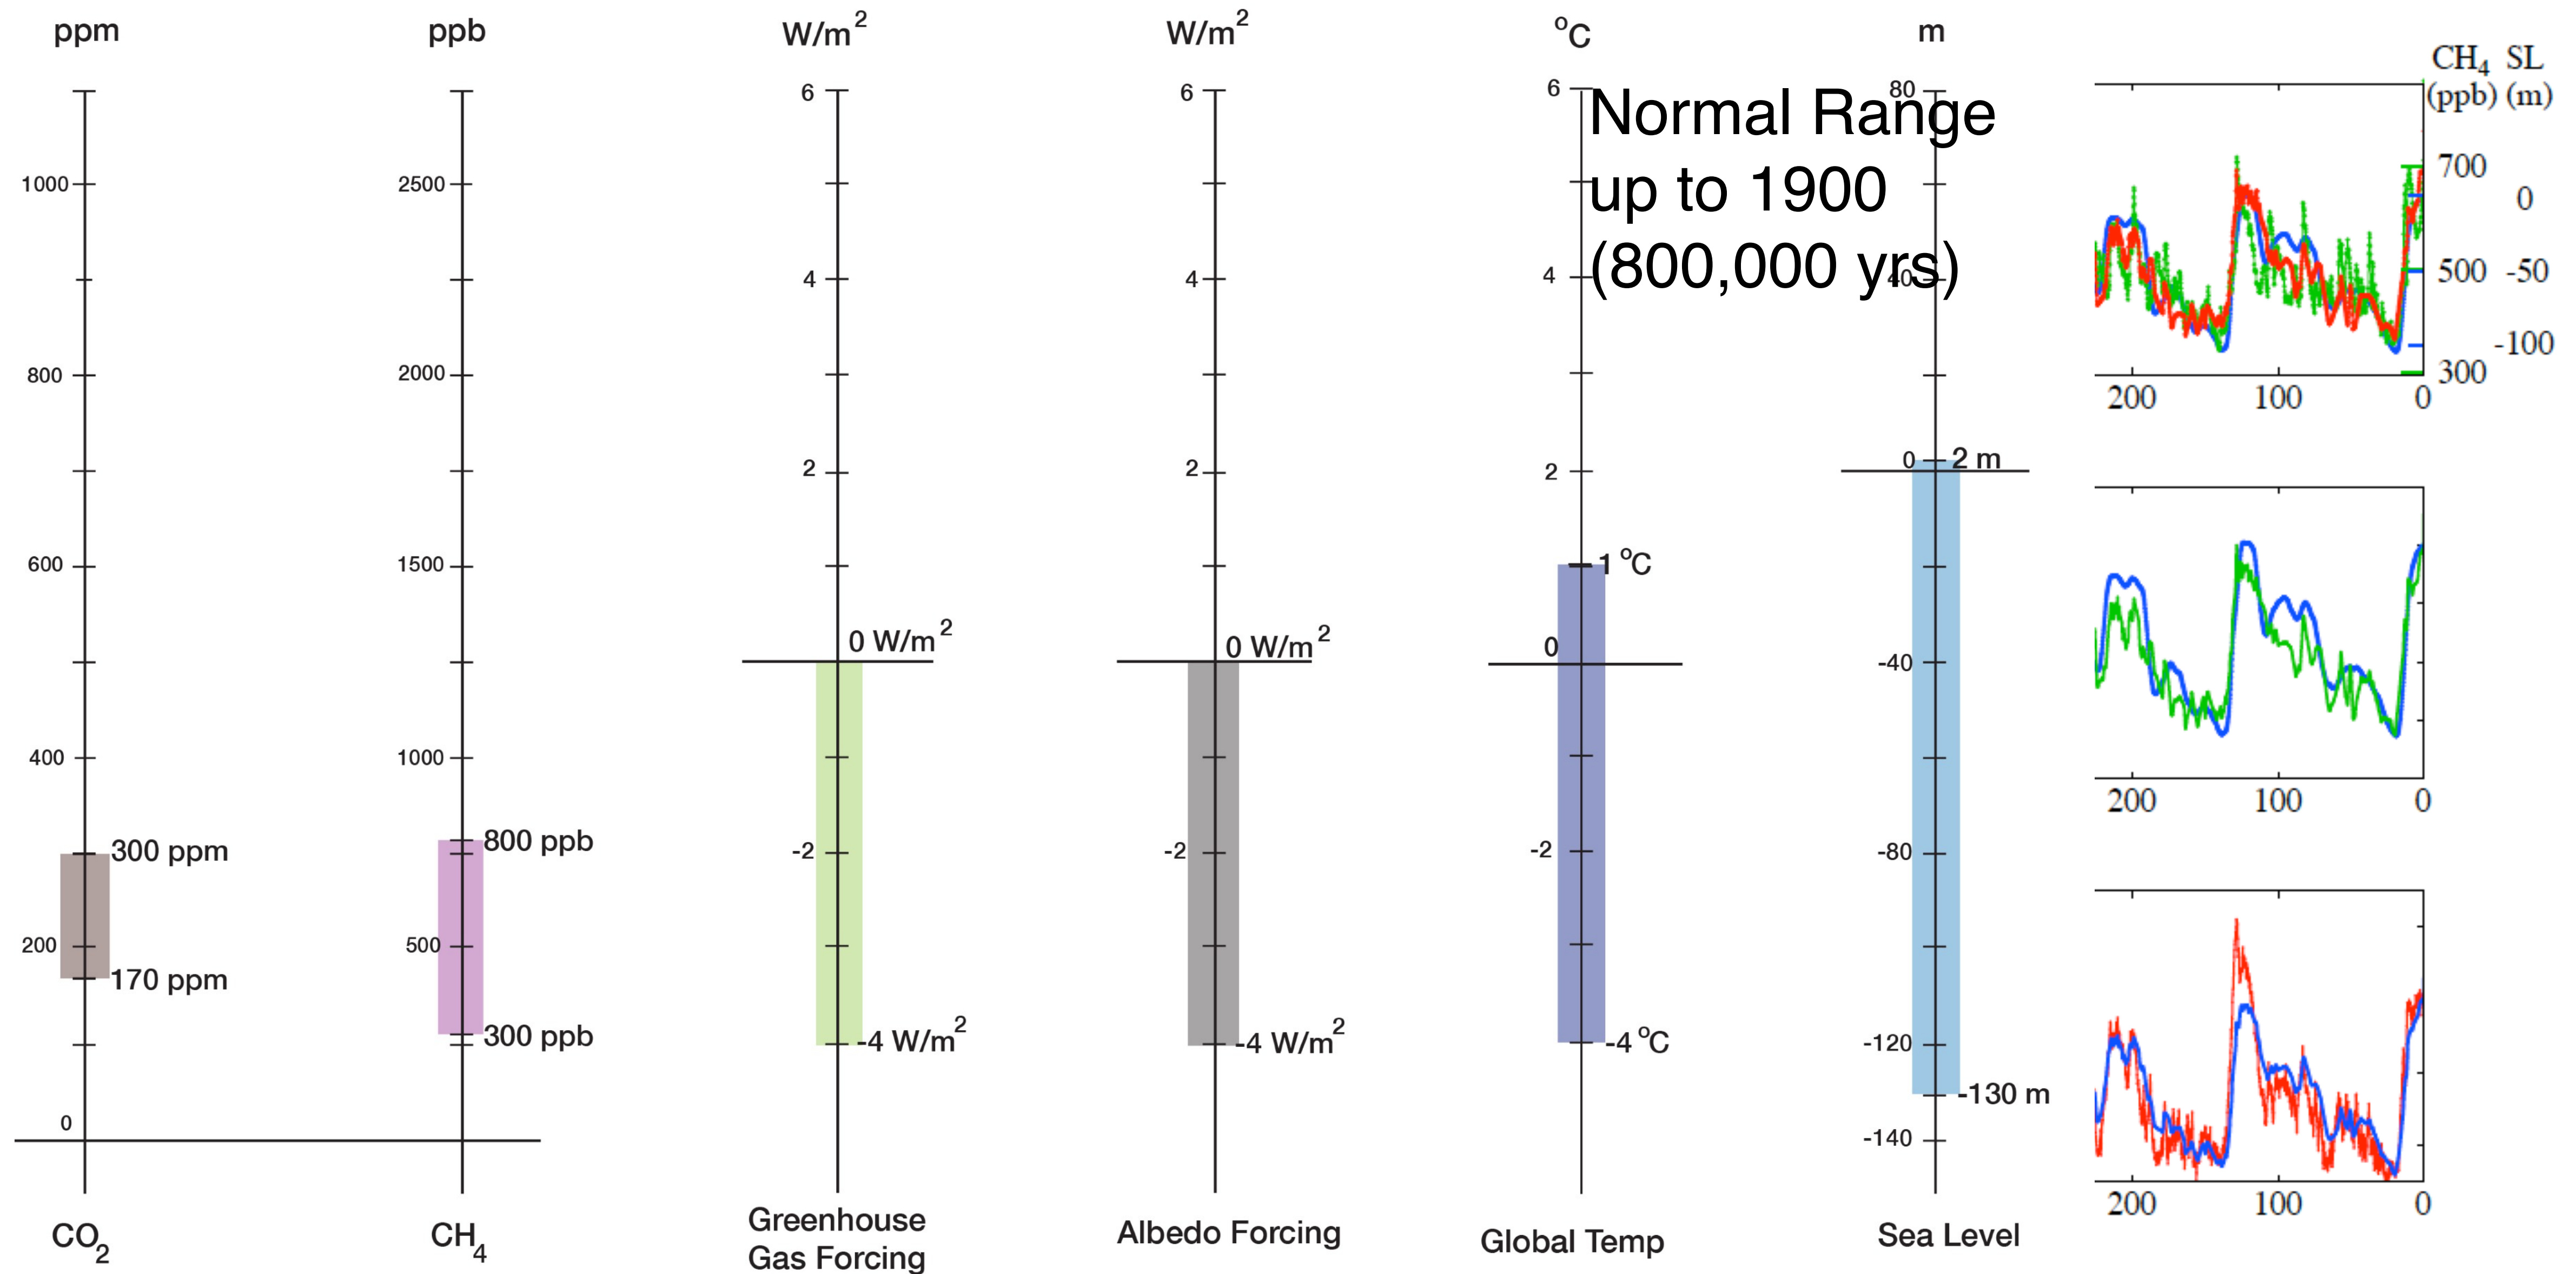 ppm
ppb
W/m²
W/m²
°C
m
CH₄ SL
(ppb) (m)
Normal Range
up to 1900
(800,000 yrs)
1000
800
600
400
300 ppm
200
170 ppm
0
CO₂
2500
2000
1500
1000
800 ppb
500
300 ppb
CH₄
6
4
2
0 W/m²
-2
-4 W/m²
Greenhouse
Gas Forcing
6
4
2
0 W/m²
-2
-4 W/m²
Albedo Forcing
6
4
2
1 °C
0
-2
-4 °C
Global Temp
80
40
0
2 m
-40
-80
-120
-130 m
-140
Sea Level
700
0
500 -50
-100
300
200 100 0
200 100 0
200 100 0